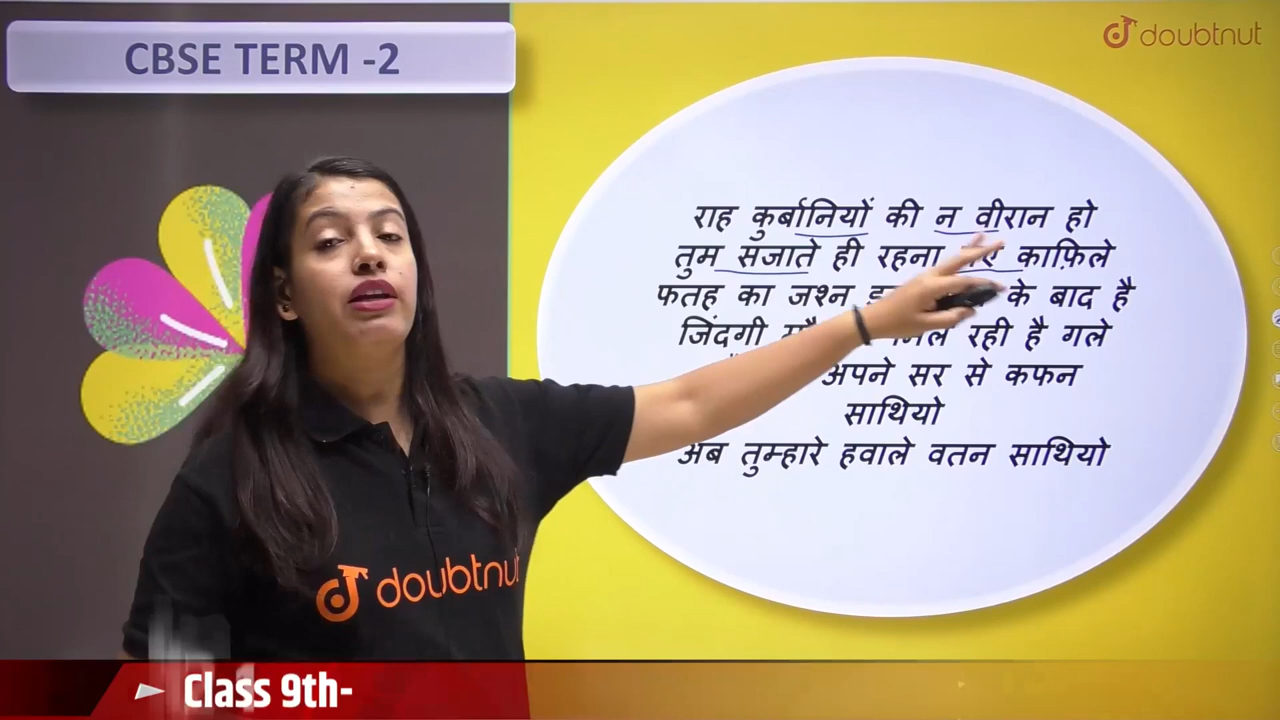 CBSE TERM -2
doubtnut
राह कुर्बानियों की न वीरान हो
तुम सजाते ही रहना काफ़िले
फतह का जश्न के बाद है
जिंदगी रही है गले
अपने सर से कफन
साथियो
अब तुम्हारे हवाले वतन साथियो
doubtnut
Class 9th-